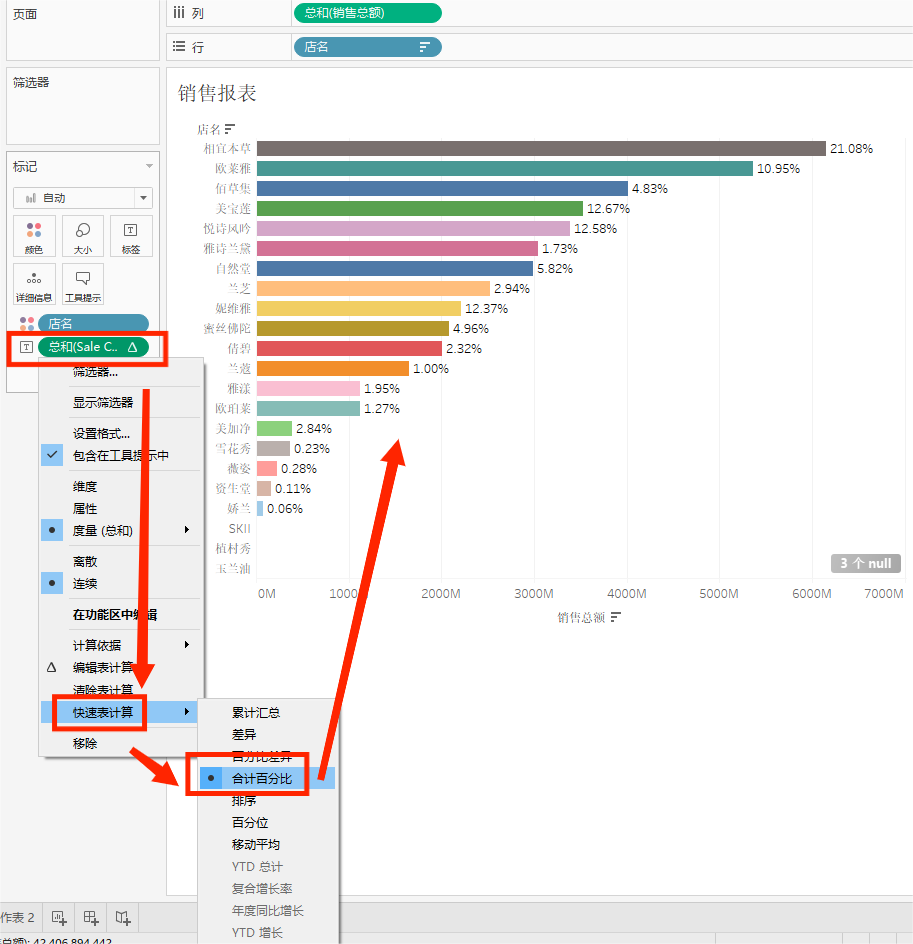 页面
列
总和(销售总额)
行
店名
筛选器
销售报表
标记
自动
颜色
大小
标签
详细信息
工具提示
店名
总和(Sale C..
店名
相宜本草 21.08%
欧莱雅 10.95%
佰草集 4.83%
美宝莲 12.67%
悦诗风吟 12.58%
雅诗兰黛 1.73%
自然堂 5.82%
兰芝 2.94%
妮维雅 12.37%
蜜丝佛陀 4.96%
倩碧 2.32%
兰蔻 1.00%
雅漾 1.95%
欧珀莱 1.27%
美加净 2.84%
雪花秀 0.23%
薇姿 0.28%
资生堂 0.11%
娇兰 0.06%
SKII
植村秀
玉兰油
3 个 null
0M 1000 2000M 3000M 4000M 5000M 6000M 7000M
销售总额
筛选器...
显示筛选器
设置格式...
包含在工具提示中
维度
属性
度量 (总和)
离散
连续
在功能区中编辑
计算依据
编辑表计算
清除表计算
快速表计算
移除
累计汇总
差异
百分比差异
合计百分比
排序
百分位
移动平均
YTD 总计
复合增长率
年度同比增长
YTD 增长
作表 2
总额): 42,406,894,442